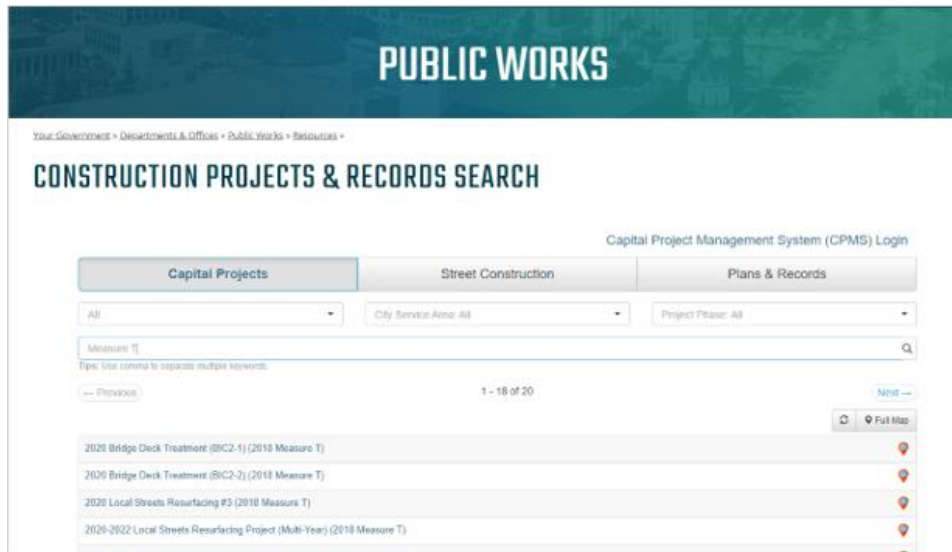 PUBLIC WORKS
Your Government » Departments & Offices » Public Works » Resources »
CONSTRUCTION PROJECTS & RECORDS SEARCH
Capital Project Management System (CPMS) Login
Capital Projects Street Construction Plans & Records
All City Service Area: All Project Phase: All
Measure T
Tips: Use comma to separate multiple keywords.
← Previous 1 - 18 of 20 Next →
Full Map
2020 Bridge Deck Treatment (BIC2-1) (2018 Measure T)
2020 Bridge Deck Treatment (BIC2-2) (2018 Measure T)
2020 Local Streets Resurfacing #3 (2018 Measure T)
2020-2022 Local Streets Resurfacing Project (Multi-Year) (2018 Measure T)